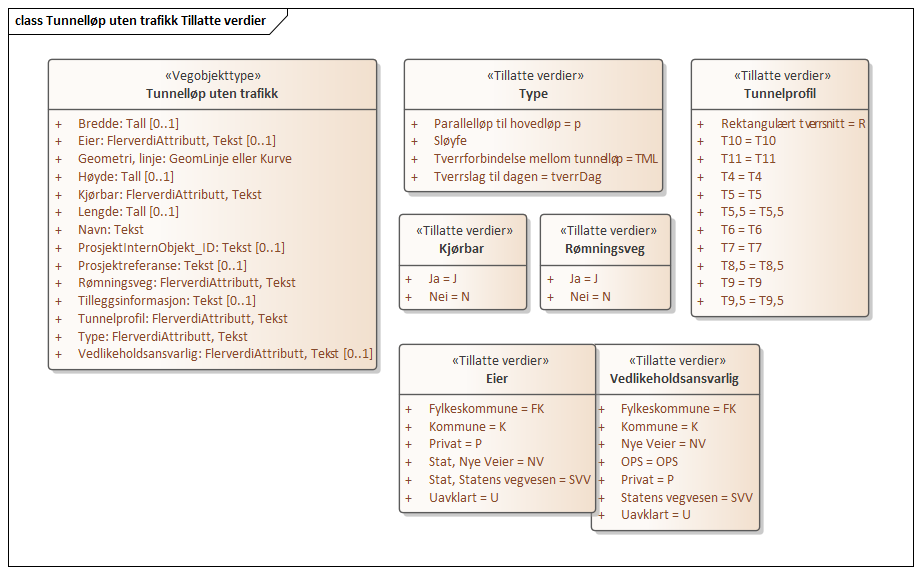 class Tunnelløp uten trafikk Tillatte verdier
«Vegobjekttype»
Tunnelløp uten trafikk
+ Bredde: Tall [0..1]
+ Eier: FlerverdiAttributt, Tekst [0..1]
+ Geometri, linje: GeomLinje eller Kurve
+ Høyde: Tall [0..1]
+ Kjørbar: FlerverdiAttributt, Tekst
+ Lengde: Tall [0..1]
+ Navn: Tekst
+ ProsjektInternObjekt_ID: Tekst [0..1]
+ Prosjektreferanse: Tekst [0..1]
+ Rømningsveg: FlerverdiAttributt, Tekst
+ Tilleggsinformasjon: Tekst [0..1]
+ Tunnelprofil: FlerverdiAttributt, Tekst
+ Type: FlerverdiAttributt, Tekst
+ Vedlikeholdsansvarlig: FlerverdiAttributt, Tekst [0..1]
«Tillatte verdier»
Type
+ Parallelløp til hovedløp = p
+ Sløyfe
+ Tverrforbindelse mellom tunnelløp = TML
+ Tverrslag til dagen = tverrDag
«Tillatte verdier»
Tunnelprofil
+ Rektangulært tverrsnitt = R
+ T10 = T10
+ T11 = T11
+ T4 = T4
+ T5 = T5
+ T5,5 = T5,5
+ T6 = T6
+ T7 = T7
+ T8,5 = T8,5
+ T9 = T9
+ T9,5 = T9,5
«Tillatte verdier»
Kjørbar
+ Ja = J
+ Nei = N
«Tillatte verdier»
Rømningsveg
+ Ja = J
+ Nei = N
«Tillatte verdier»
Eier
+ Fylkeskommune = FK
+ Kommune = K
+ Privat = P
+ Stat, Nye Veier = NV
+ Stat, Statens vegvesen = SVV
+ Uavklart = U
«Tillatte verdier»
Vedlikeholdsansvarlig
+ Fylkeskommune = FK
+ Kommune = K
+ Nye Veier = NV
+ OPS = OPS
+ Privat = P
+ Statens vegvesen = SVV
+ Uavklart = U